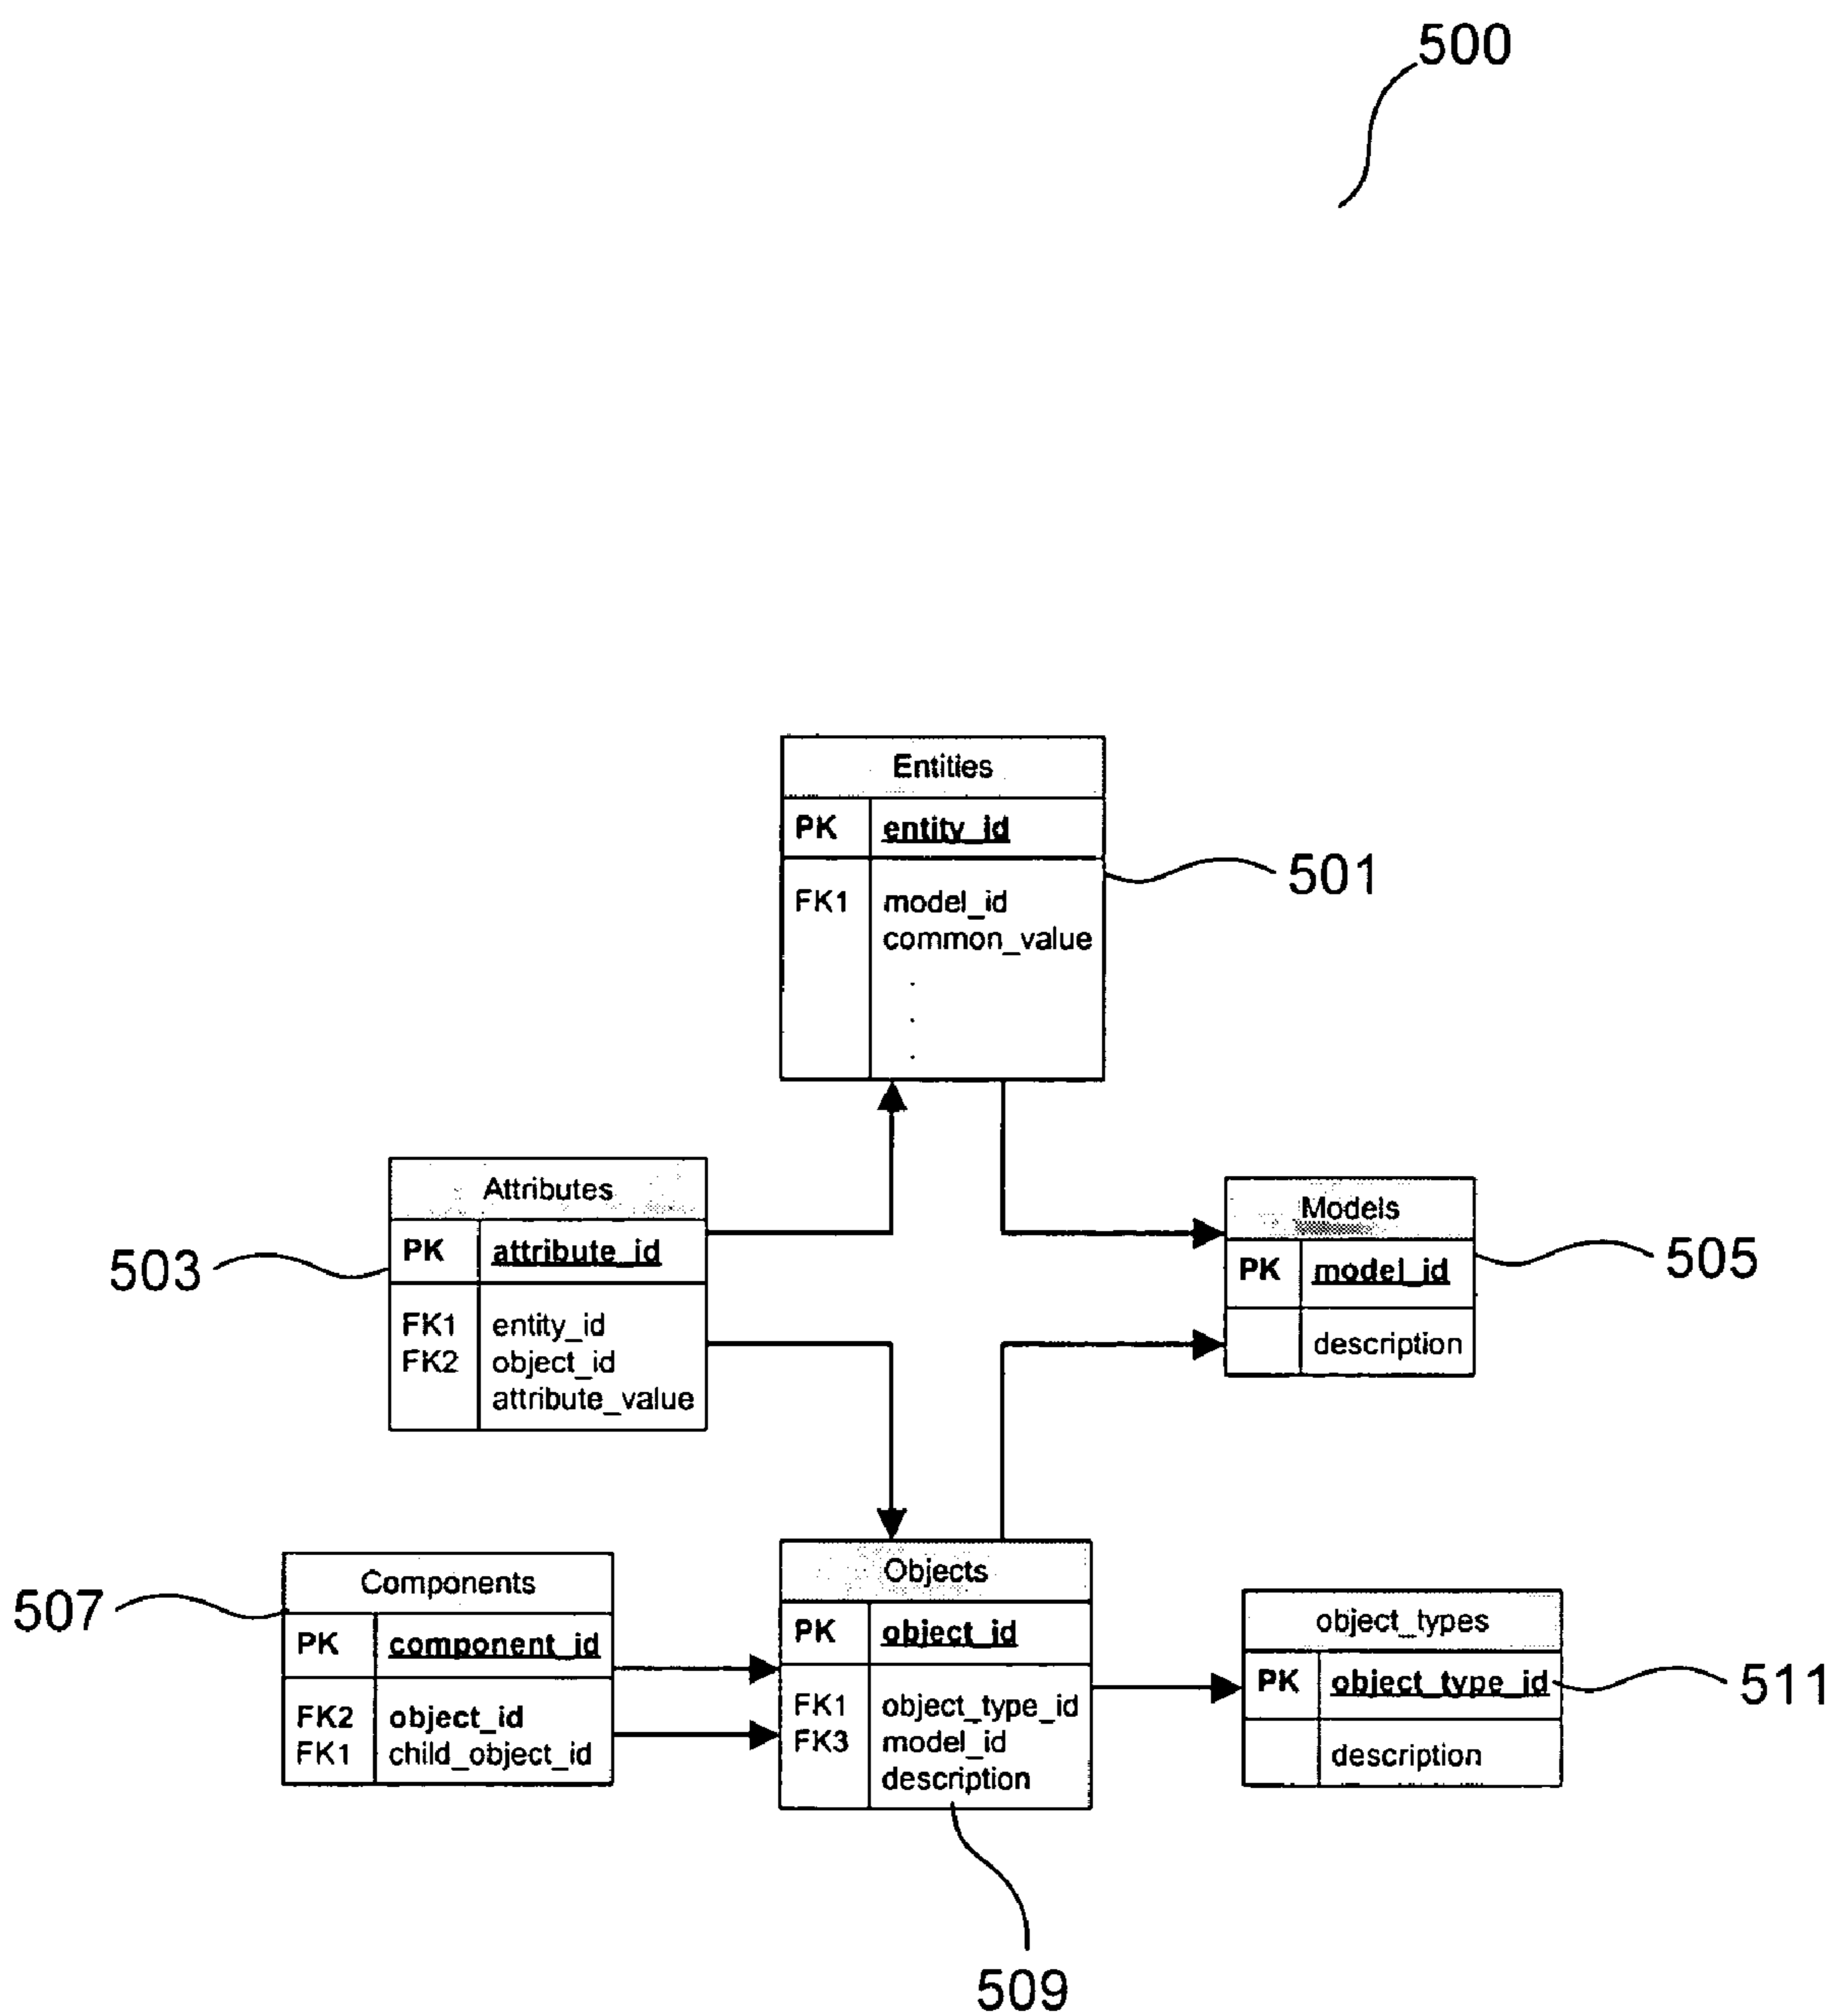 500
Entities
PK entity_id
501
FK1 model_id
common_value
.
.
.
Attributes
PK attribute_id
503
FK1 entity_id
FK2 object_id
attribute_value
Models
PK model_id
505
description
Components
507
PK component_id
FK2 object_id
FK1 child_object_id
Objects
PK object_id
FK1 object_type_id
FK3 model_id
description
509
object_types
PK object_type_id
511
description